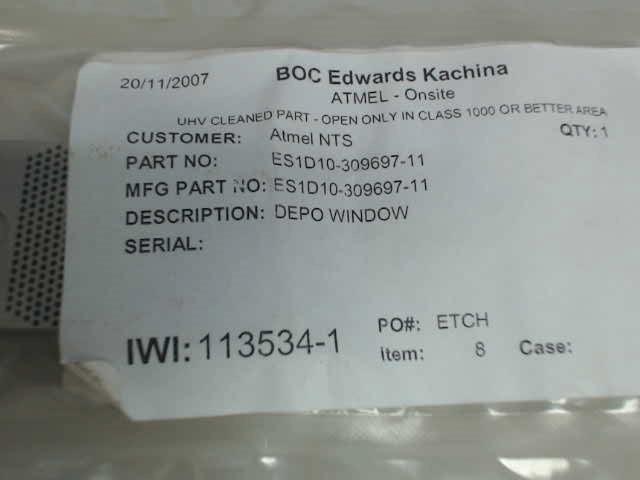 20/11/2007 BOC Edwards Kachina
ATMEL - Onsite
UHV CLEANED PART - OPEN ONLY IN CLASS 1000 OR BETTER AREA
CUSTOMER: Atmel NTS QTY: 1
PART NO: ES1D10-309697-11
MFG PART NO: ES1D10-309697-11
DESCRIPTION: DEPO WINDOW
SERIAL:
IWI: 113534-1 PO#: ETCH
Item: 8 Case: